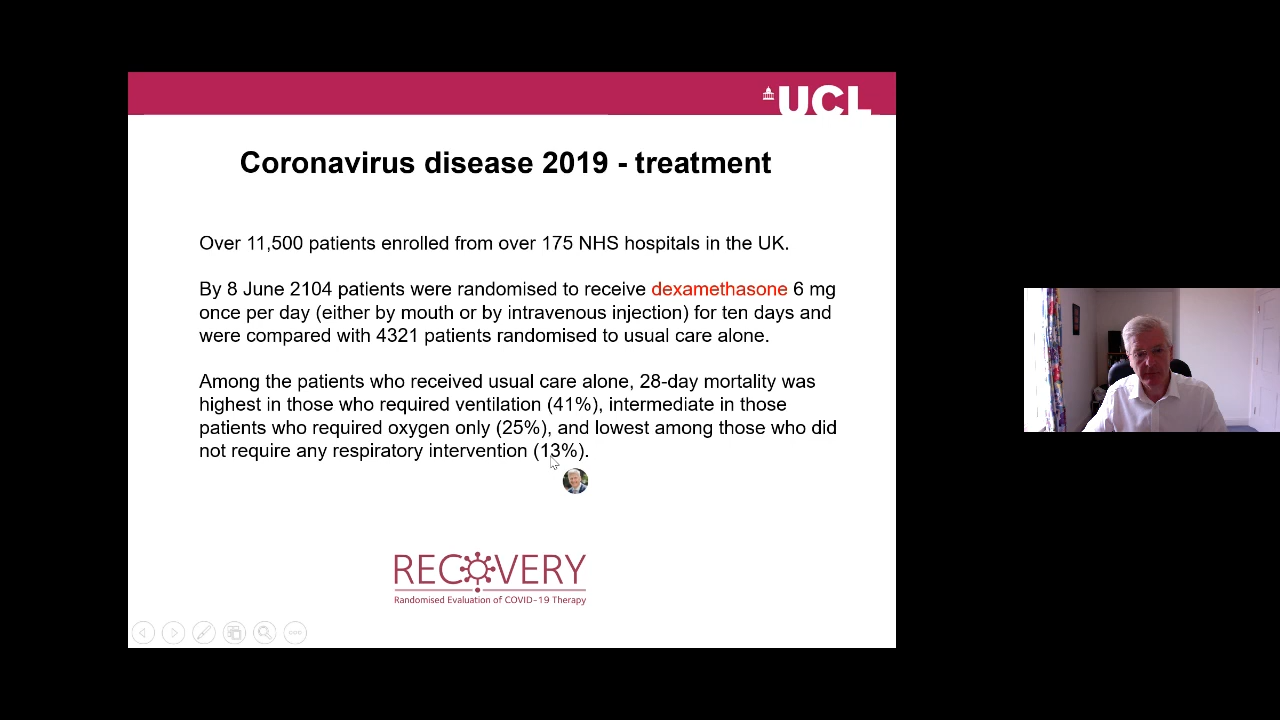 UCL
Coronavirus disease 2019 - treatment
Over 11,500 patients enrolled from over 175 NHS hospitals in the UK.
By 8 June 2104 patients were randomised to receive dexamethasone 6 mg
once per day (either by mouth or by intravenous injection) for ten days and
were compared with 4321 patients randomised to usual care alone.
Among the patients who received usual care alone, 28-day mortality was
highest in those who required ventilation (41%), intermediate in those
patients who required oxygen only (25%), and lowest among those who did
not require any respiratory intervention (13%).
RECOVERY
Randomised Evaluation of COVID-19 Therapy